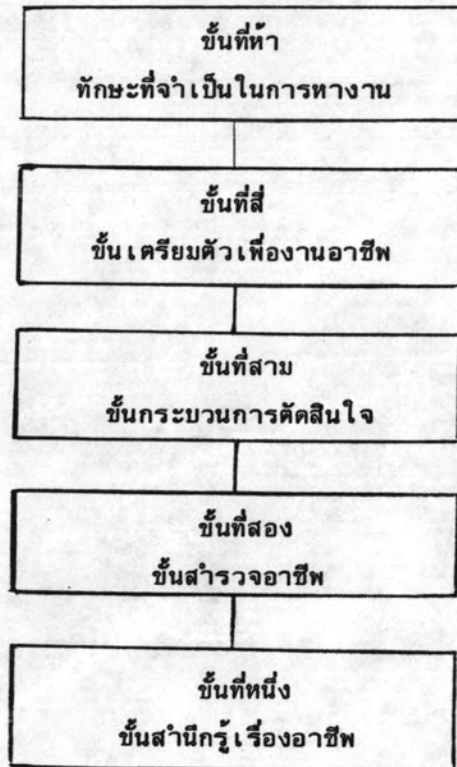 ขั้นที่ห้า
ทักษะที่จำเป็นในการหางาน
ขั้นที่สี่
ขั้นเตรียมตัวเพื่องานอาชีพ
ขั้นที่สาม
ขั้นกระบวนการตัดสินใจ
ขั้นที่สอง
ขั้นสำรวจอาชีพ
ขั้นที่หนึ่ง
ขั้นสำนึกรู้เรื่องอาชีพ